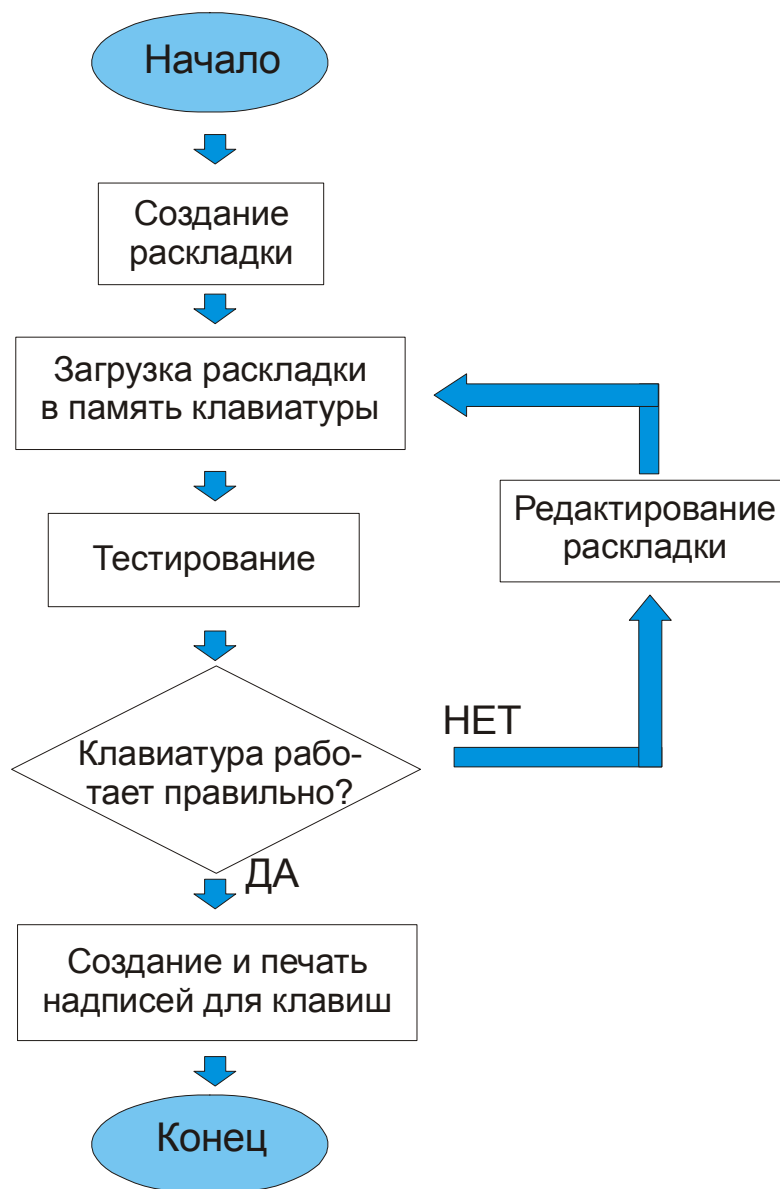 Начало
Создание
раскладки
Загрузка раскладки
в память клавиатуры
Тестирование
Клавиатура рабо-
тает правильно?
НЕТ
Редактирование
раскладки
ДА
Создание и печать
надписей для клавиш
Конец